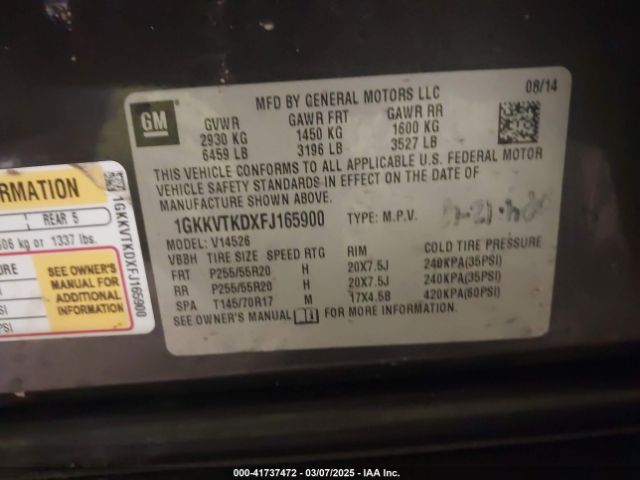 GM
MFD BY GENERAL MOTORS LLC
08/14
GVWR GAWR FRT GAWR RR
2930 KG 1450 KG 1600 KG
6459 LB 3196 LB 3527 LB
THIS VEHICLE CONFORMS TO ALL APPLICABLE U.S. FEDERAL MOTOR
VEHICLE SAFETY STANDARDS IN EFFECT ON THE DATE OF
MANUFACTURE SHOWN ABOVE.
1GKKVTKDXFJ165900 TYPE: M.P.V.
MODEL: V14526
VBBH TIRE SIZE SPEED RTG RIM COLD TIRE PRESSURE
FRT P255/55R20 H 20X7.5J 240KPA(35PSI)
RR P255/55R20 H 20X7.5J 240KPA(35PSI)
SPA T145/70R17 M 17X4.5B 420KPA(60PSI)
SEE OWNER'S MANUAL FOR MORE INFORMATION.
REAR 5
kg or 1337 lbs.
SEE OWNER'S
MANUAL FOR
ADDITIONAL
INFORMATION
1GKKVTKDXFJ165900
000-41737472 — 03/07/2025 — IAA Inc.